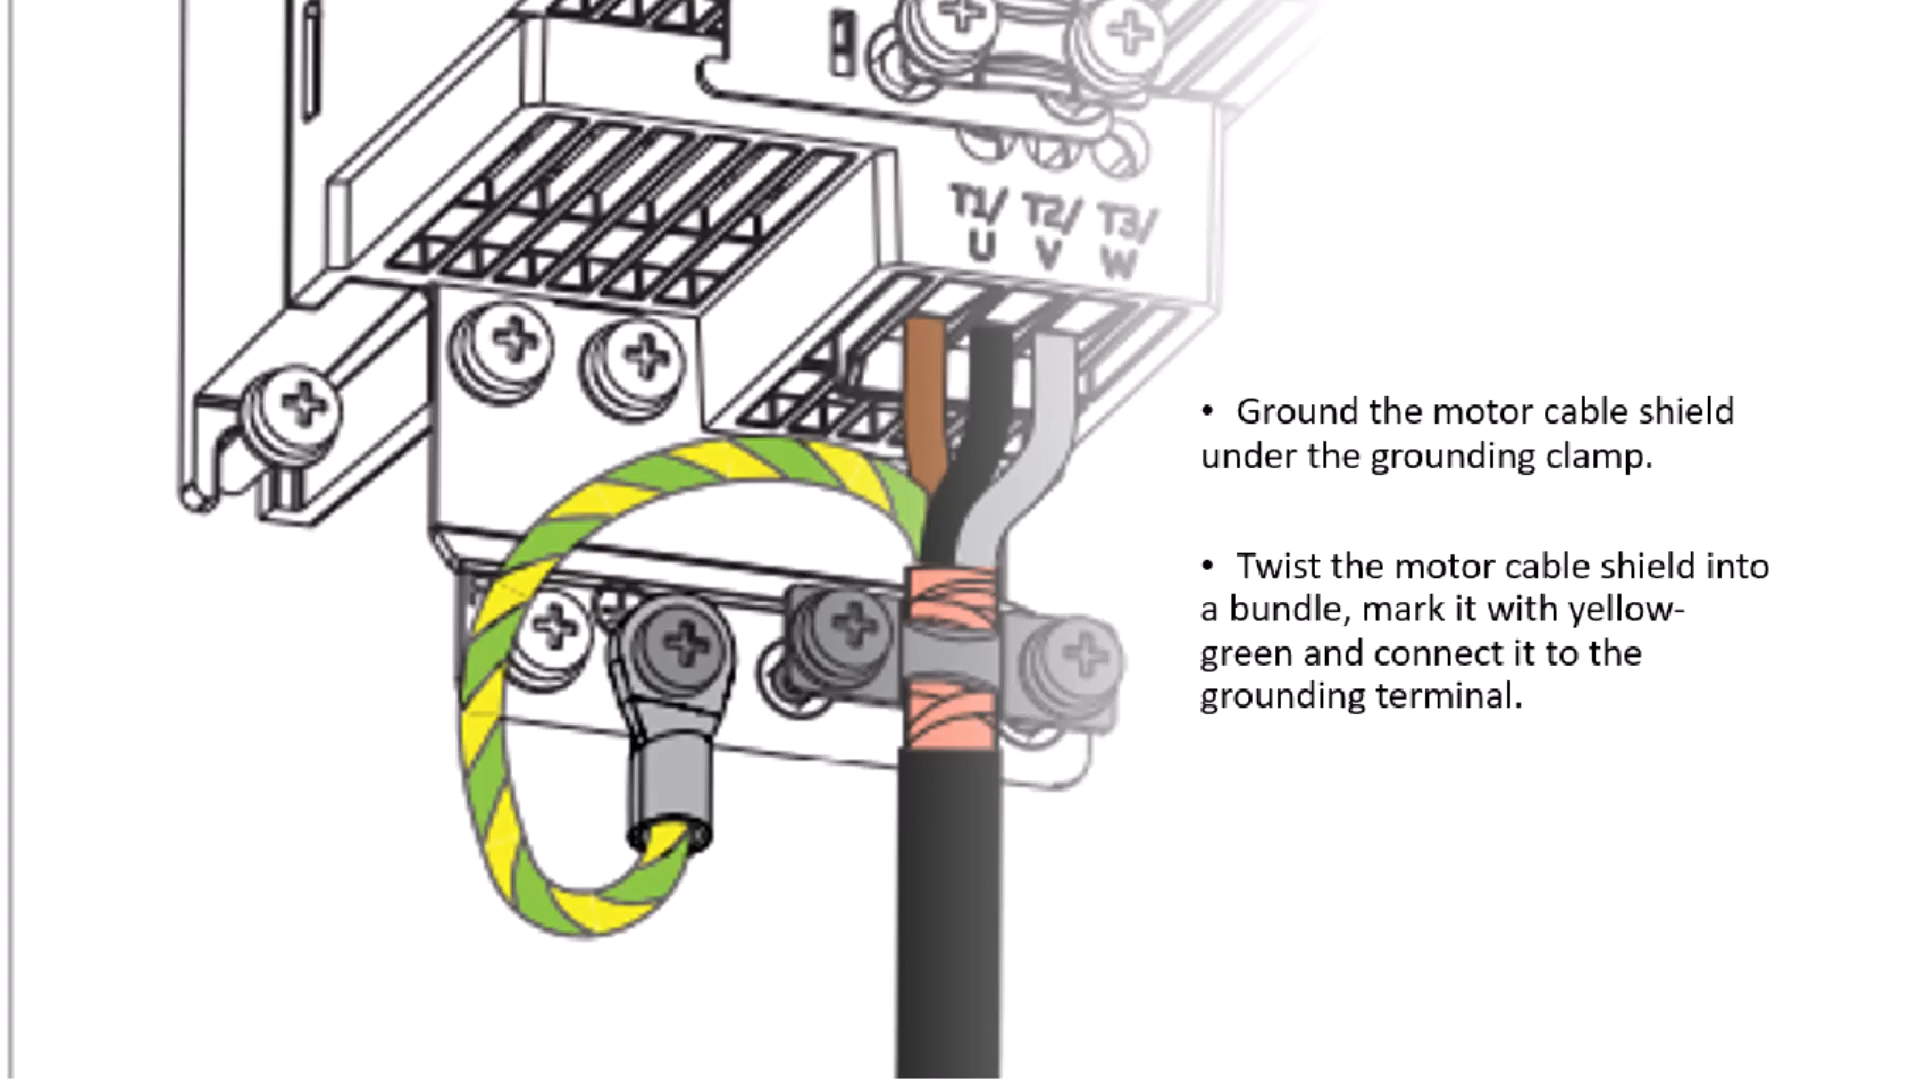 T1/ T2/ T3/
U V W
• Ground the motor cable shield
under the grounding clamp.
• Twist the motor cable shield into
a bundle, mark it with yellow-
green and connect it to the
grounding terminal.